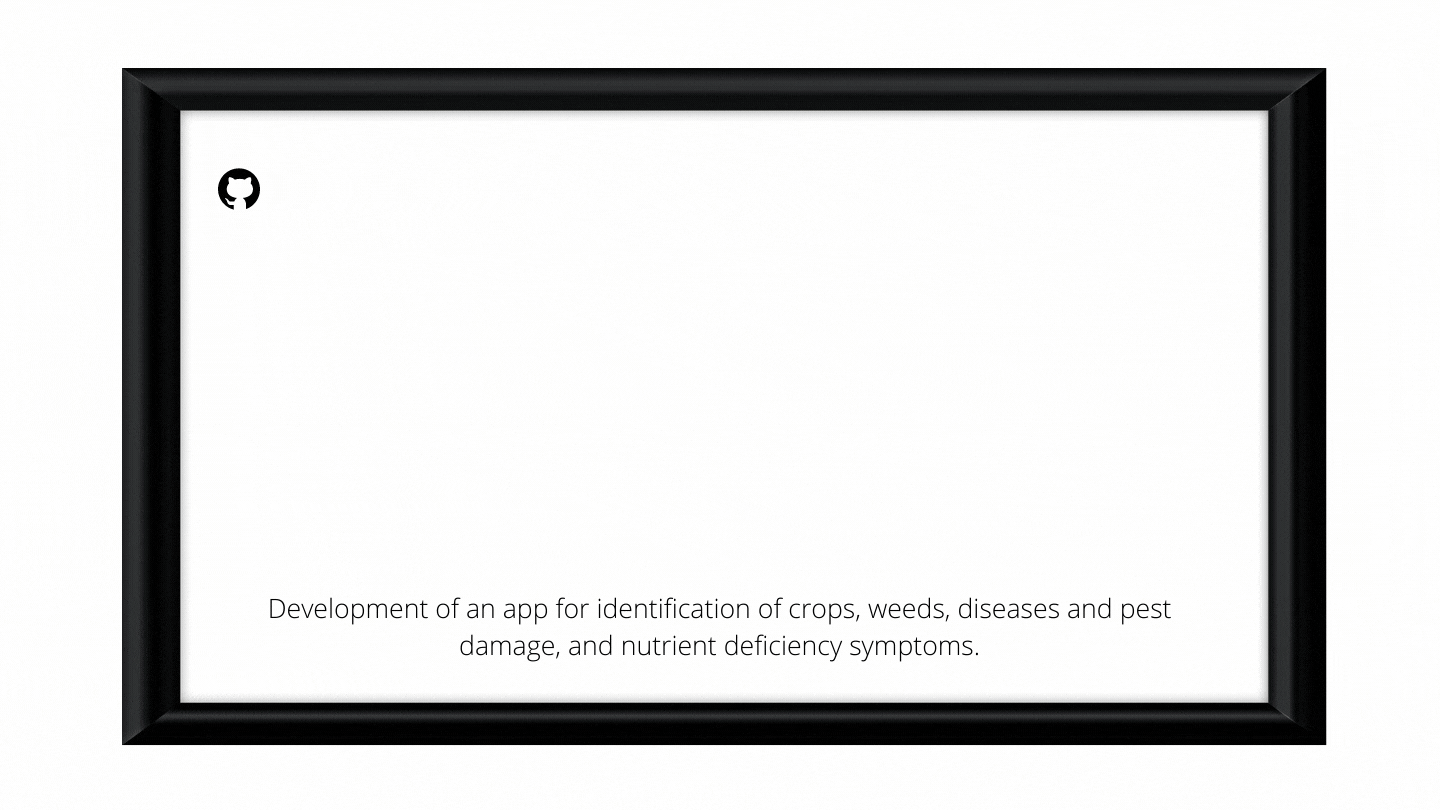 Development of an app for identification of crops, weeds, diseases and pest
damage, and nutrient deficiency symptoms.